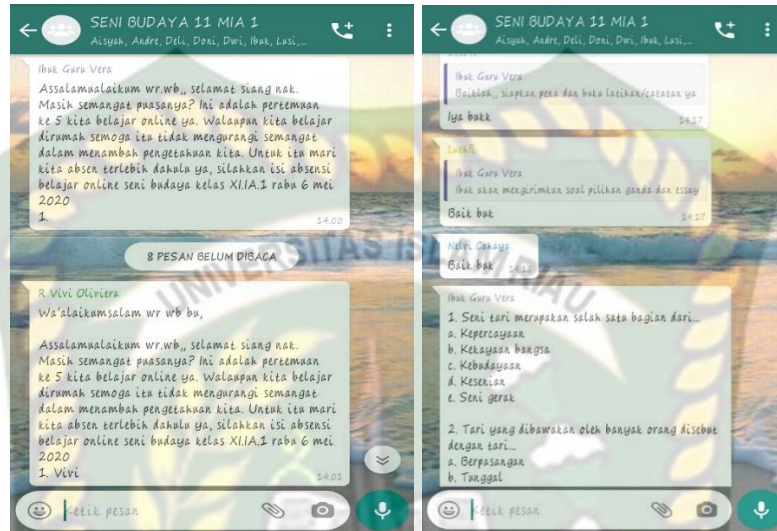 SENI BUDAYA 11 MIA 1
Aisyah, Andre, Deli, Doni, Dwi, Ibuk, Lusi,...
Ibuk Guru Vera
Assalamualaikum wr.wb,, selamat siang nak.
Masih semangat puasanya? Ini adalah pertemuan
ke 5 kita belajar online ya. Walaupun kita belajar
dirumah semoga itu tidak mengurangi semangat
dalam menambah pengetahuan kita. Untuk itu mari
kita absen terlebih dahulu ya, silahkan isi absensi
belajar online seni budaya kelas XI.IA.1 rabu 6 mei
2020
1.
14.00
8 PESAN BELUM DIBACA
R Vivi Oliviera
Wa'alaikumsalam wr wb bu,
Assalamualaikum wr.wb,, selamat siang nak.
Masih semangat puasanya? Ini adalah pertemuan
ke 5 kita belajar online ya. Walaupun kita belajar
dirumah semoga itu tidak mengurangi semangat
dalam menambah pengetahuan kita. Untuk itu mari
kita absen terlebih dahulu ya, silahkan isi absensi
belajar online seni budaya kelas XI.IA.1 rabu 6 mei
2020
1. Vivi
14.01
Ketik pesan
SENI BUDAYA 11 MIA 1
Aisyah, Andre, Deli, Doni, Dwi, Ibuk, Lusi,...
Ibuk Guru Vera
Baiklah,, siapkan pena dan buku latihan/catatan ya
Iya bukk
14.17
Luthfi
Ibuk Guru Vera
Ibuk akan mengirimkan soal pilihan ganda dan essay
Baik buk
14.17
Nelvi Cahaya
Baik buk
Ibuk Guru Vera
1. Seni tari merupakan salah satu bagian dari...
a. Kepercayaan
b. Kekayaan bangsa
c. Kebudayaan
d. Kesenian
e. Seni gerak
2. Tari yang dibawakan oleh banyak orang disebut
dengan tari...
a. Berpasangan
b. Tunggal
Ketik pesan
UNIVERSITAS ISLAM RIAU